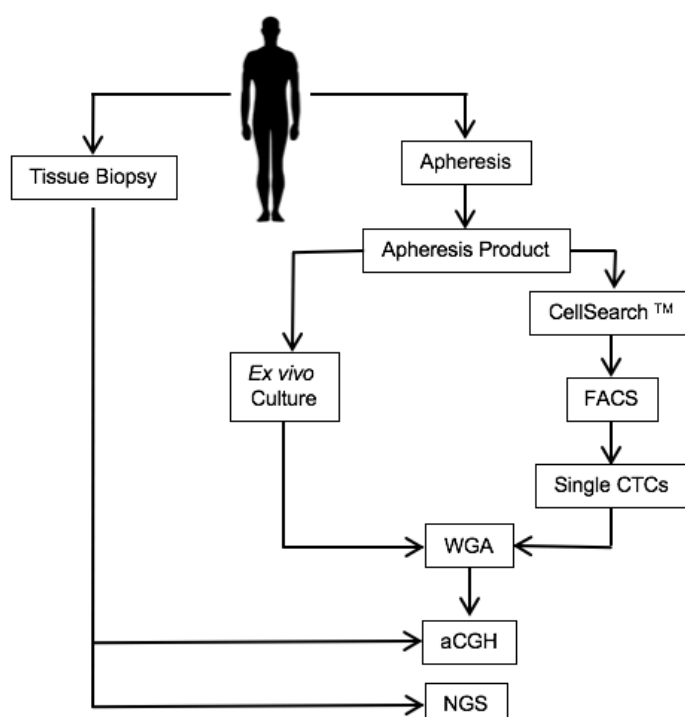 Tissue Biopsy
Apheresis
Apheresis Product
CellSearch ™
Ex vivo
Culture
FACS
Single CTCs
WGA
aCGH
NGS